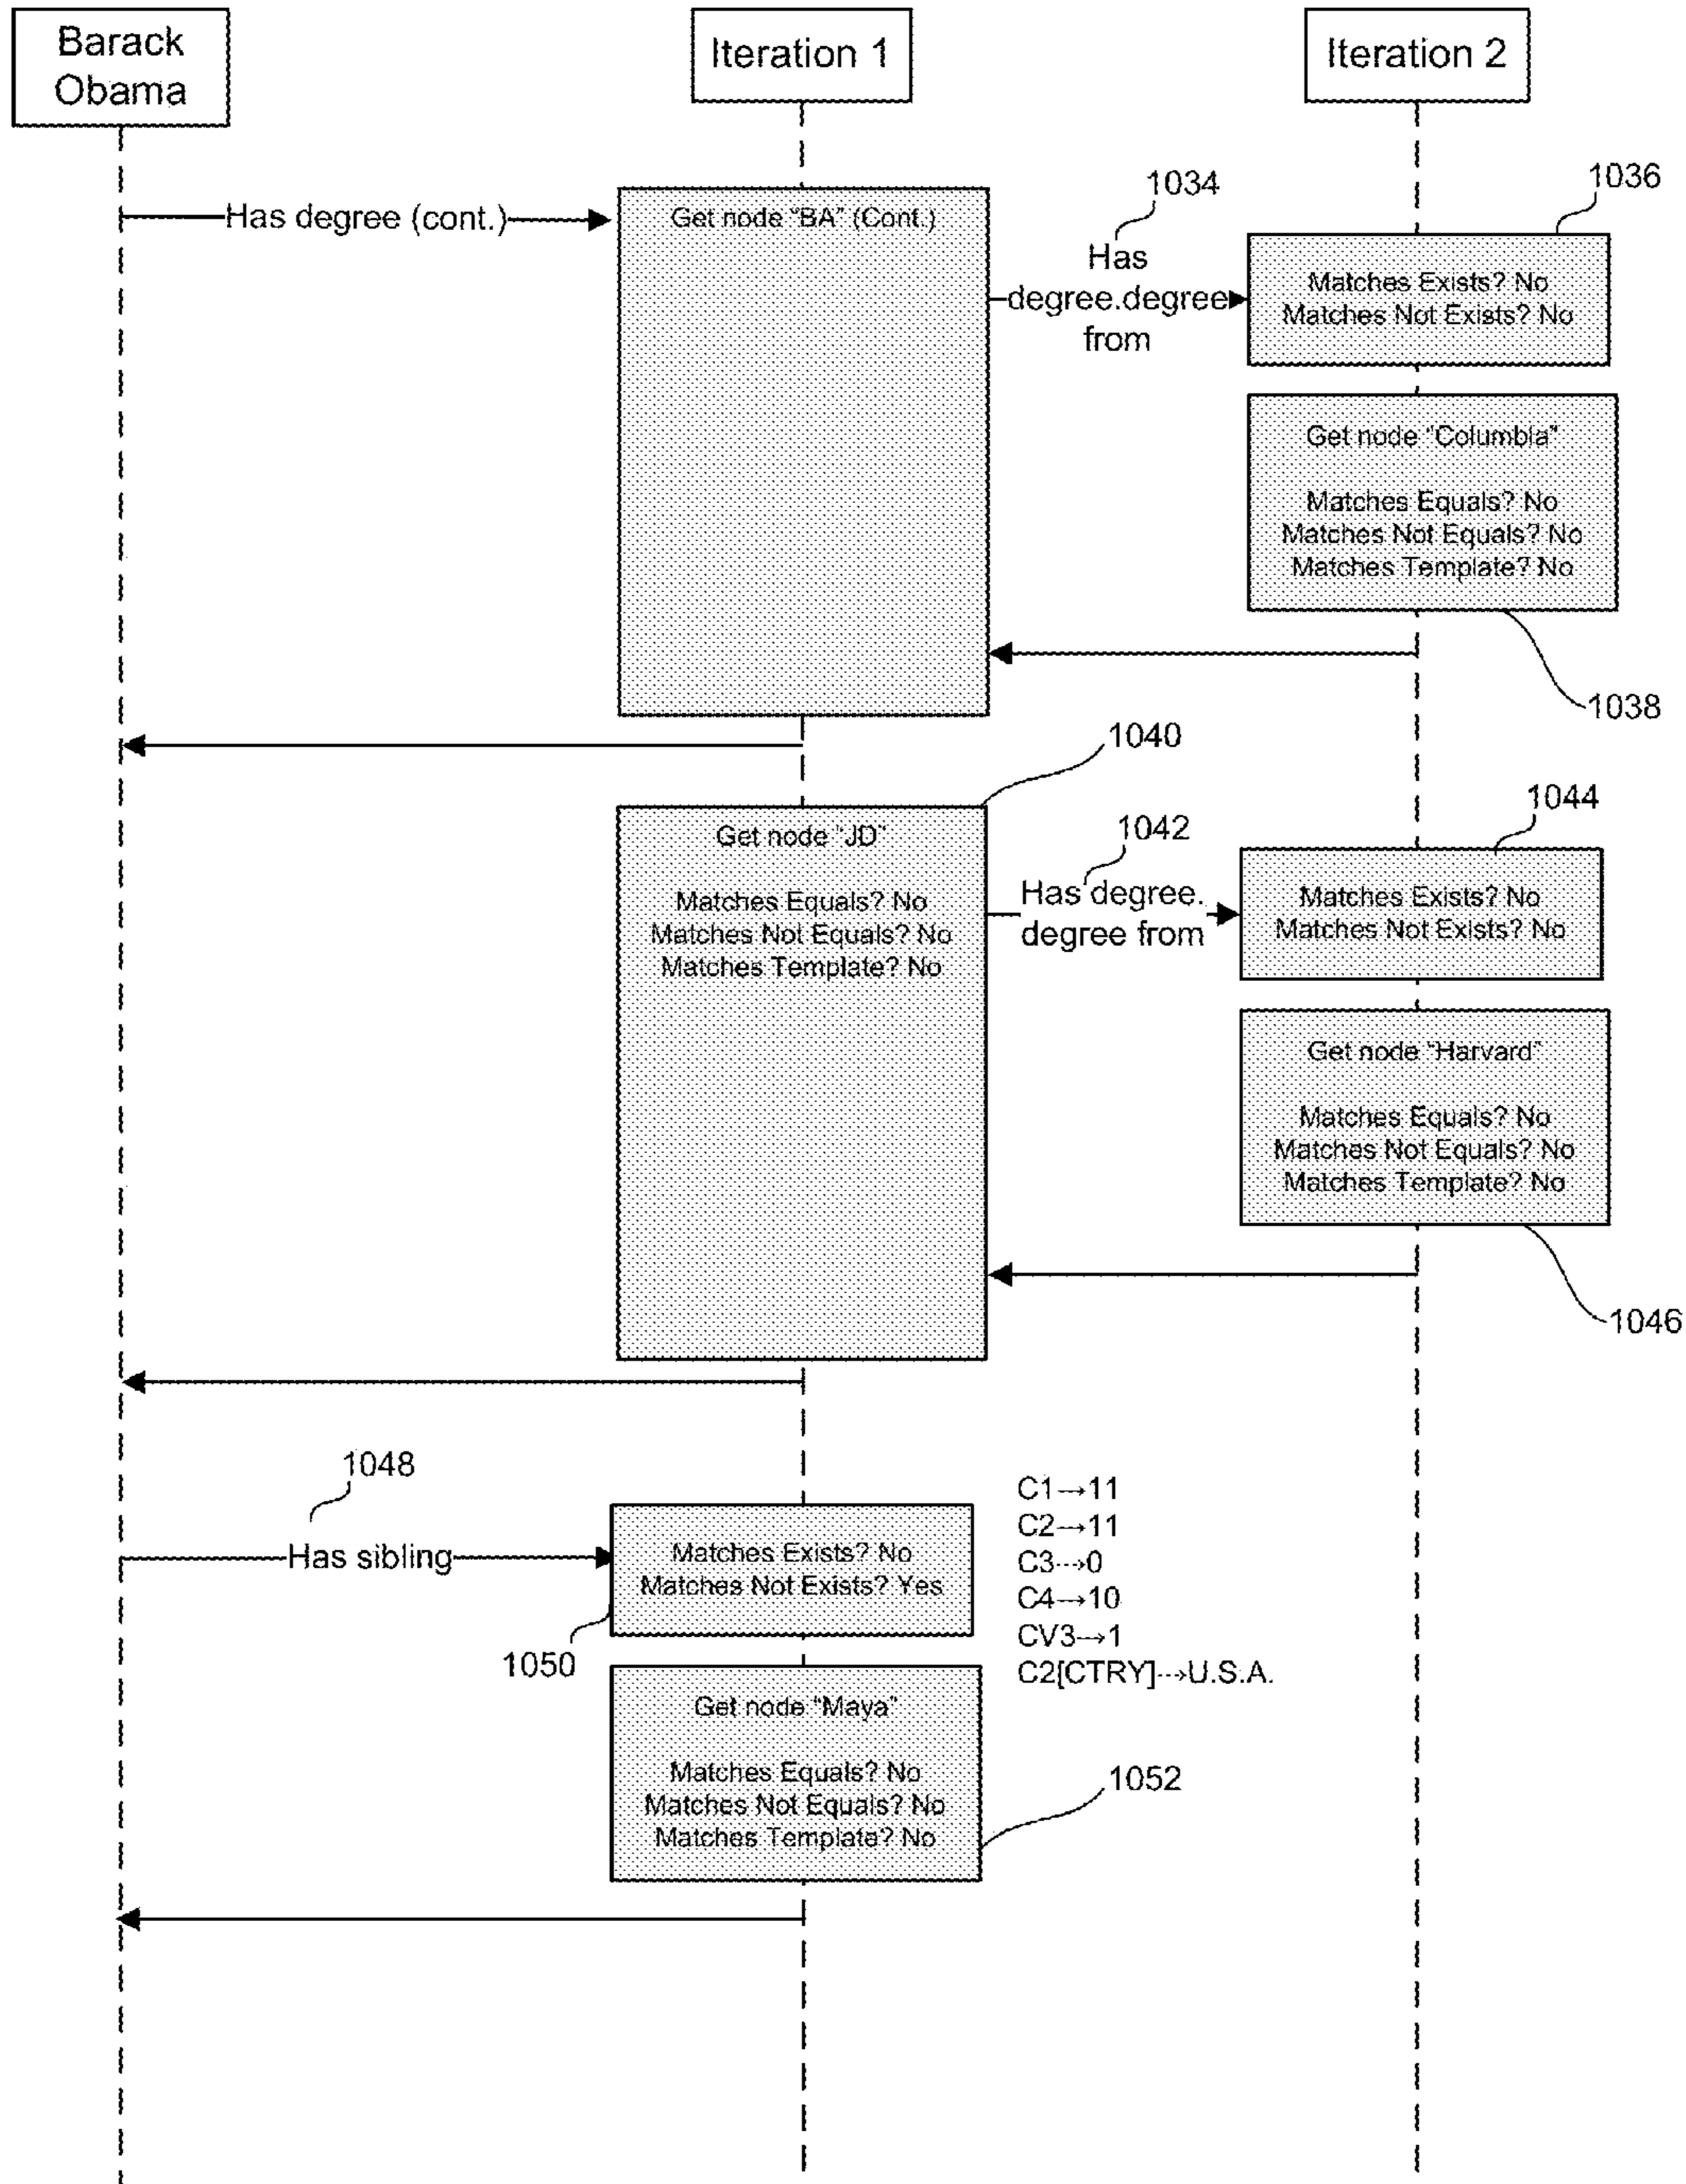 Barack
Obama
Iteration 1
Iteration 2
1034
1036
Has degree (cont.)
Get node "BA" (Cont.)
Has
degree.degree
from
Matches Exists? No
Matches Not Exists? No
Get node "Columbia"
Matches Equals? No
Matches Not Equals? No
Matches Template? No
1038
1040
1042
1044
Get node "JD"
Matches Equals? No
Matches Not Equals? No
Matches Template? No
Has degree.
degree from
Matches Exists? No
Matches Not Exists? No
Get node "Harvard"
Matches Equals? No
Matches Not Equals? No
Matches Template? No
1046
1048
Has sibling
Matches Exists? No
Matches Not Exists? Yes
1050
C1→11
C2→11
C3→0
C4→10
CV3→1
C2[CTRY]→U.S.A.
Get node "Maya"
Matches Equals? No
Matches Not Equals? No
Matches Template? No
1052